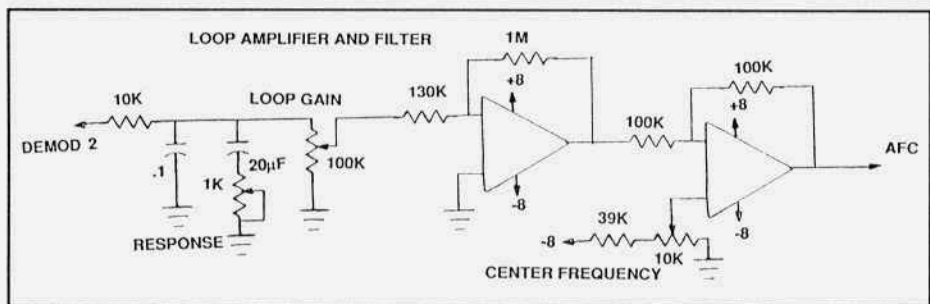 LOOP AMPLIFIER AND FILTER
1M
+8
100K
+8
10K
LOOP GAIN
130K
100K
DEMOD 2
AFC
.1
20µF
1K
100K
-8
-8
39K
-8
10K
RESPONSE
CENTER FREQUENCY